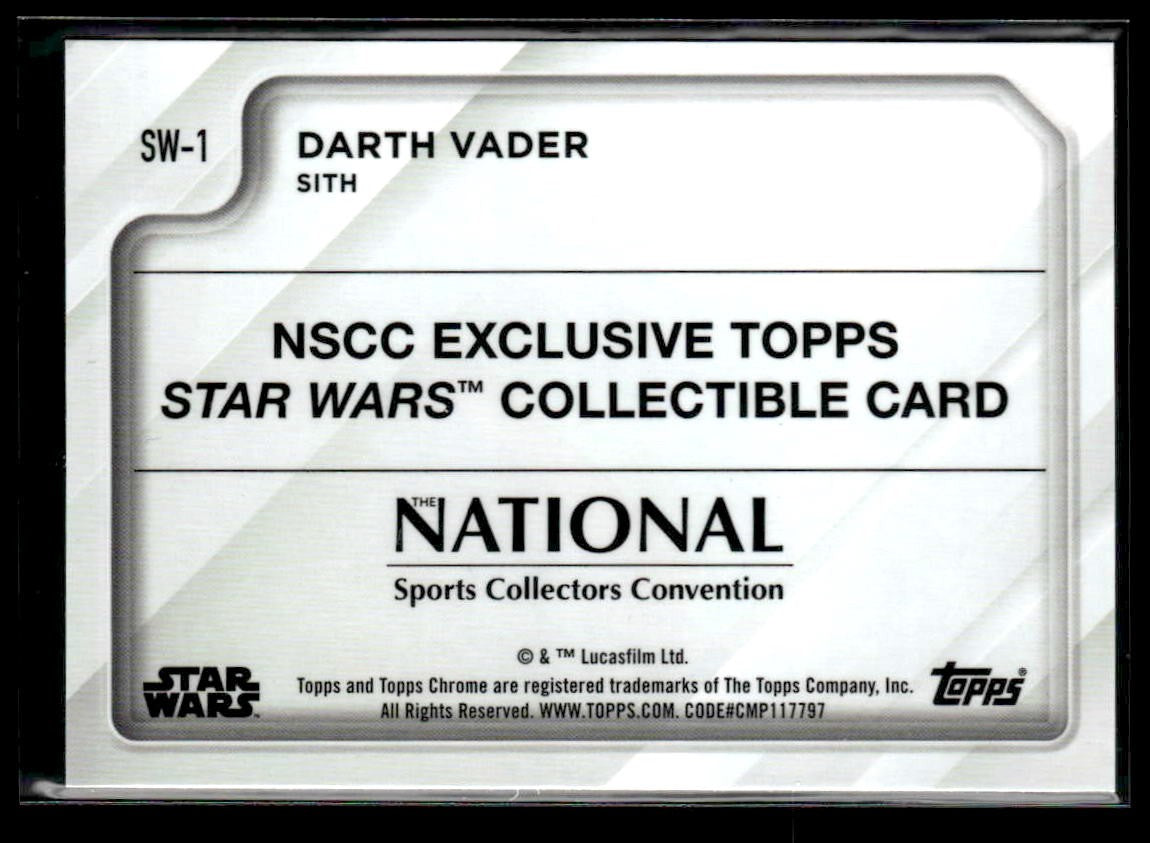 SW-1
DARTH VADER
SITH
NSCC EXCLUSIVE TOPPS
STAR WARS™ COLLECTIBLE CARD
THE NATIONAL
Sports Collectors Convention
© & ™ Lucasfilm Ltd.
Topps and Topps Chrome are registered trademarks of The Topps Company, Inc.
All Rights Reserved. WWW.TOPPS.COM. CODE#CMP117797
STAR
WARS™
topps®